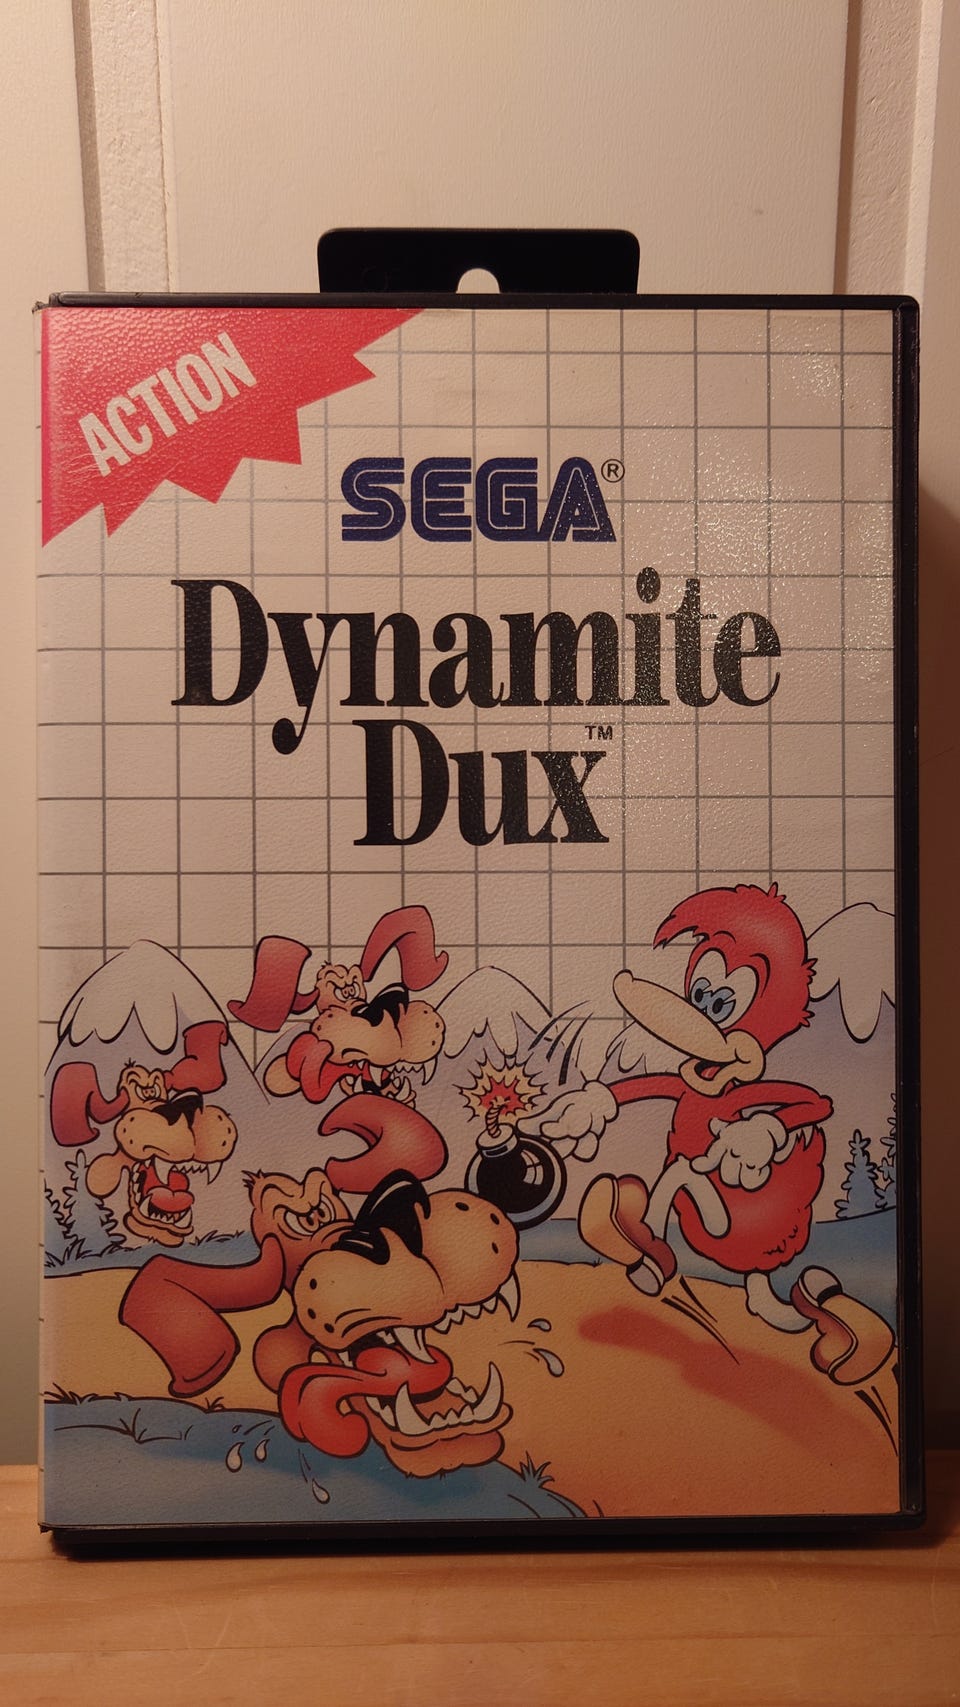 ACTION
SEGA®
Dynamite
Dux™